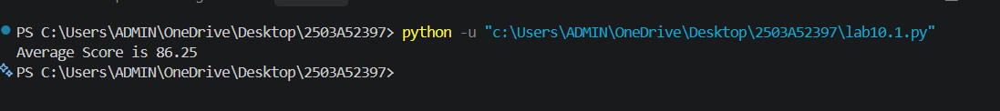 PS C:\Users\ADMIN\OneDrive\Desktop\2503A52397> python -u "c:\Users\ADMIN\OneDrive\Desktop\2503A52397\lab10.1.py"
Average Score is 86.25
PS C:\Users\ADMIN\OneDrive\Desktop\2503A52397>